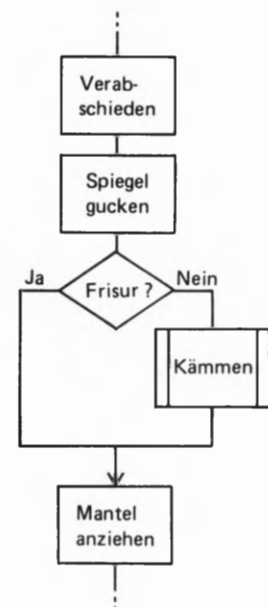 Verab-
schieden
Spiegel
gucken
Ja
Frisur ?
Nein
Kämmen
Mantel
anziehen